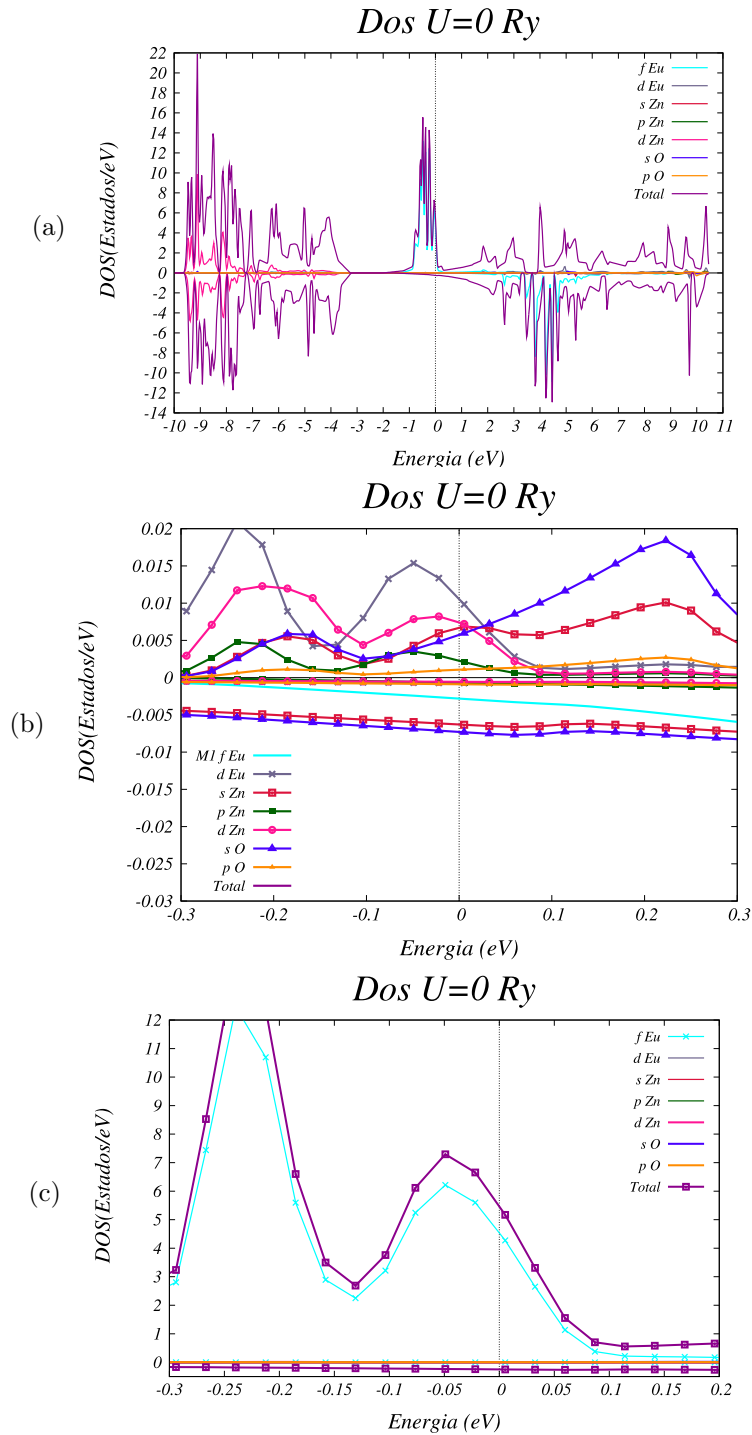 Dos U=0 Ry
22
20
18
16
14
12
10
8
6
4
2
0
-2
-4
-6
-8
-10
-12
-14
DOS(Estados/eV)
f Eu
d Eu
s Zn
p Zn
d Zn
s O
p O
Total
(a)
-10 -9 -8 -7 -6 -5 -4 -3 -2 -1 0 1 2 3 4 5 6 7 8 9 10 11
Energia (eV)
Dos U=0 Ry
0.02
0.015
0.01
0.005
0
-0.005
-0.01
-0.015
-0.02
-0.025
-0.03
DOS(Estados/eV)
(b)
M1 f Eu
d Eu
s Zn
p Zn
d Zn
s O
p O
Total
-0.3 -0.2 -0.1 0 0.1 0.2 0.3
Energia (eV)
Dos U=0 Ry
12
11
10
9
8
7
6
5
4
3
2
1
0
DOS(Estados/eV)
f Eu
d Eu
s Zn
p Zn
d Zn
s O
p O
Total
(c)
-0.3 -0.25 -0.2 -0.15 -0.1 -0.05 0 0.05 0.1 0.15 0.2
Energia (eV)